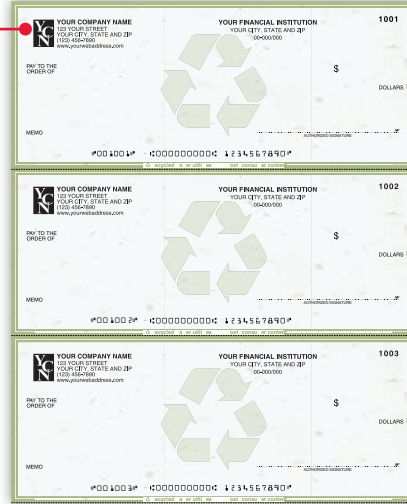 YCN
YOUR COMPANY NAME
123 YOUR STREET
YOUR CITY, STATE AND ZIP
(123) 456-7890
www.yourwebaddress.com
YOUR FINANCIAL INSTITUTION
YOUR CITY, STATE AND ZIP
00-000/000
1001
PAY TO THE
ORDER OF
$
DOLLARS
MEMO
AUTHORIZED SIGNATURE
⑈001001⑈ ⑆000000000⑆ 1234567890⑈
YCN
YOUR COMPANY NAME
123 YOUR STREET
YOUR CITY, STATE AND ZIP
(123) 456-7890
www.yourwebaddress.com
YOUR FINANCIAL INSTITUTION
YOUR CITY, STATE AND ZIP
00-000/000
1002
PAY TO THE
ORDER OF
$
DOLLARS
MEMO
AUTHORIZED SIGNATURE
⑈001002⑈ ⑆000000000⑆ 1234567890⑈
YCN
YOUR COMPANY NAME
123 YOUR STREET
YOUR CITY, STATE AND ZIP
(123) 456-7890
www.yourwebaddress.com
YOUR FINANCIAL INSTITUTION
YOUR CITY, STATE AND ZIP
00-000/000
1003
PAY TO THE
ORDER OF
$
DOLLARS
MEMO
AUTHORIZED SIGNATURE
⑈001003⑈ ⑆000000000⑆ 1234567890⑈